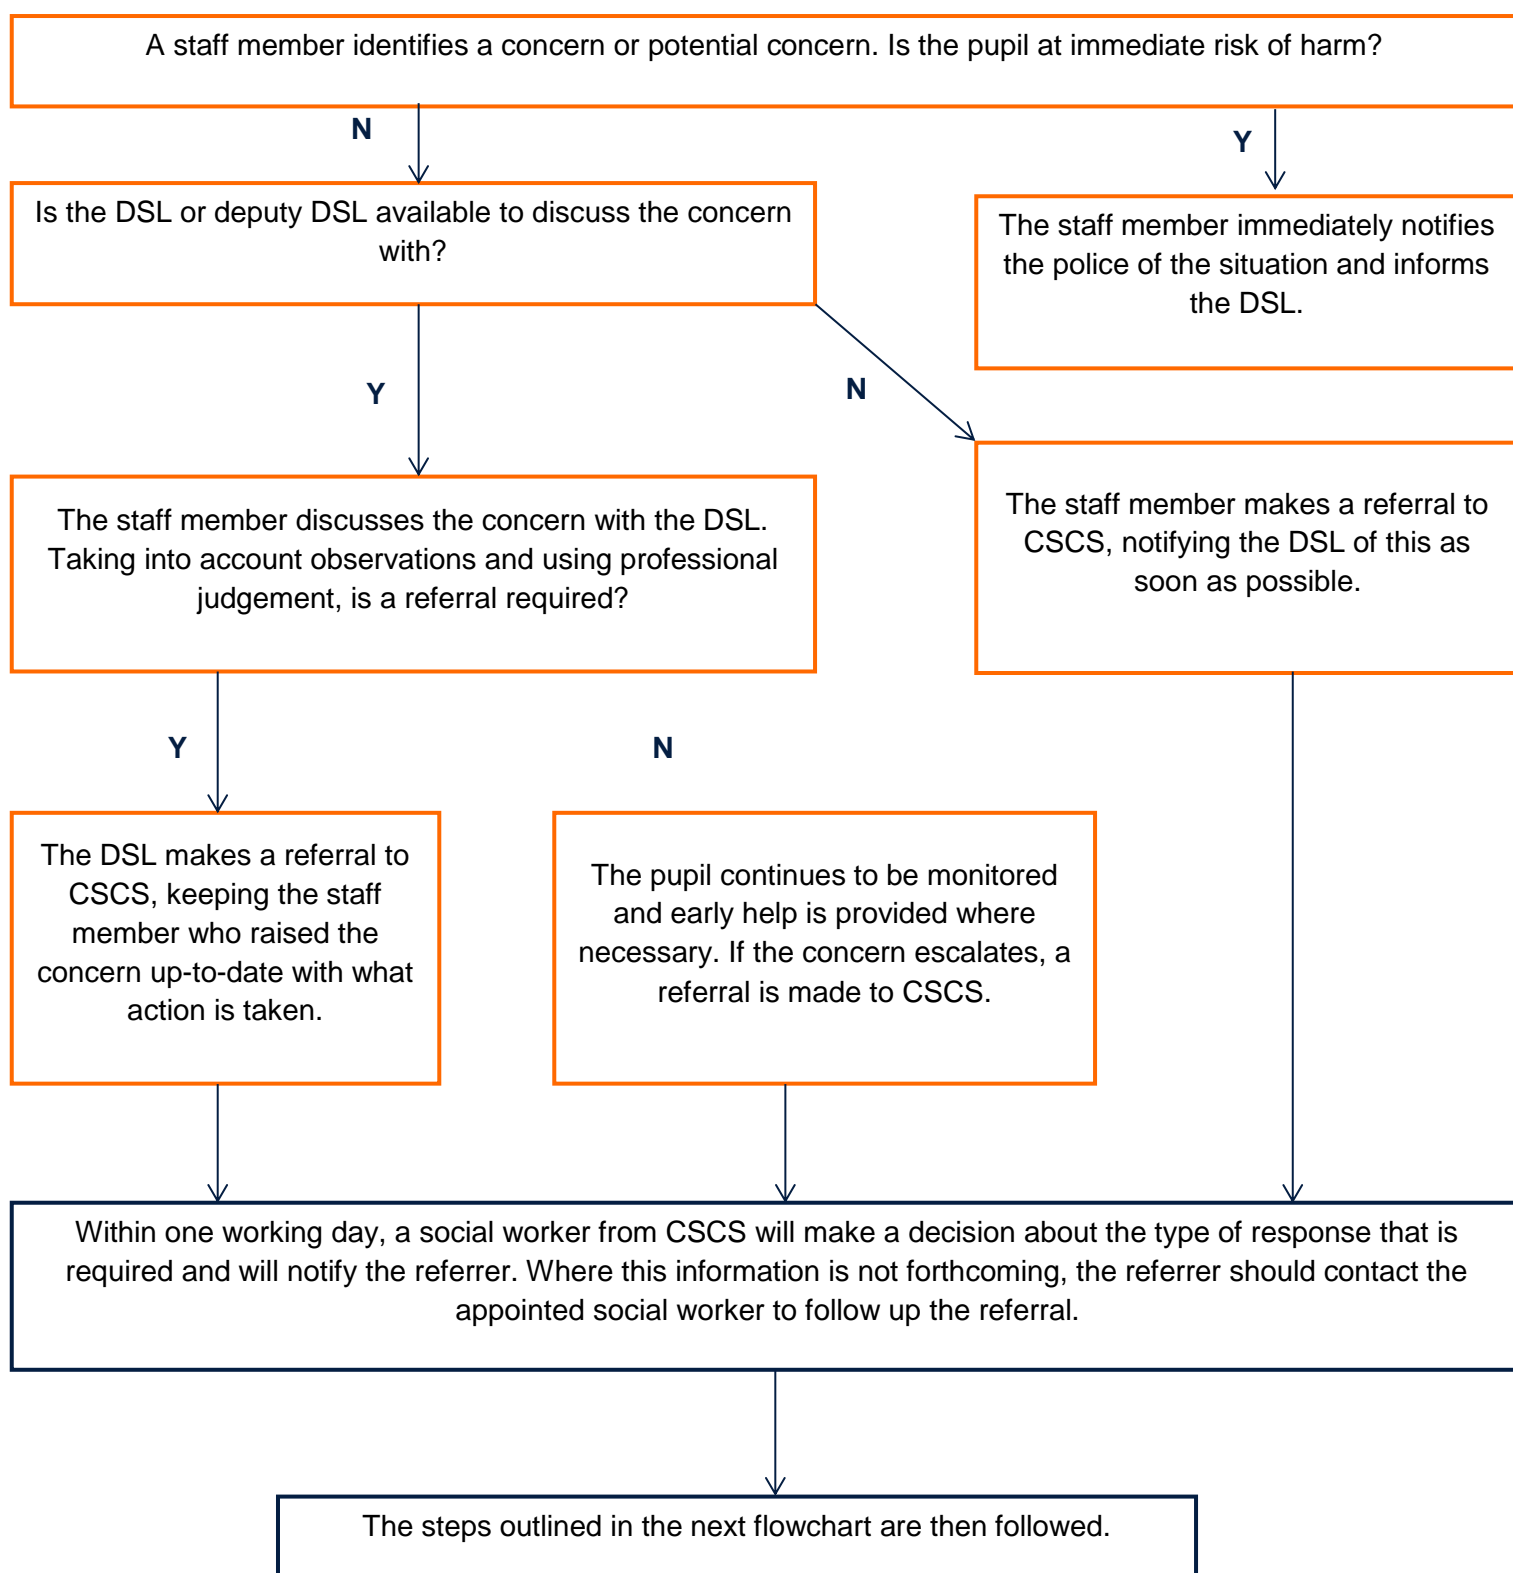 A staff member identifies a concern or potential concern. Is the pupil at immediate risk of harm?
N
Y
Is the DSL or deputy DSL available to discuss the concern
with?
The staff member immediately notifies
the police of the situation and informs
the DSL.
Y
N
The staff member discusses the concern with the DSL.
Taking into account observations and using professional
judgement, is a referral required?
The staff member makes a referral to
CSCS, notifying the DSL of this as
soon as possible.
Y
N
The DSL makes a referral to
CSCS, keeping the staff
member who raised the
concern up-to-date with what
action is taken.
The pupil continues to be monitored
and early help is provided where
necessary. If the concern escalates, a
referral is made to CSCS.
Within one working day, a social worker from CSCS will make a decision about the type of response that is
required and will notify the referrer. Where this information is not forthcoming, the referrer should contact the
appointed social worker to follow up the referral.
The steps outlined in the next flowchart are then followed.